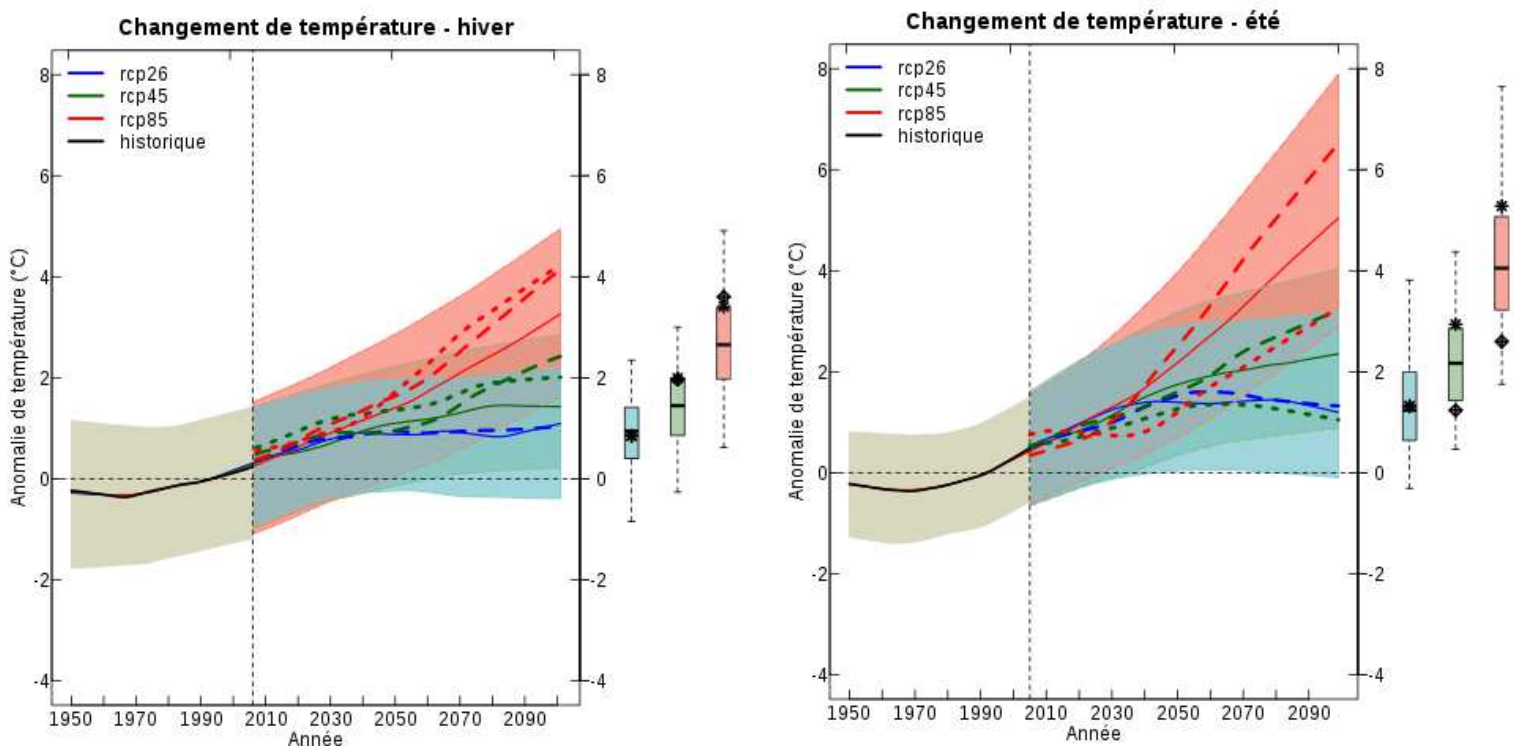 Changement de température - hiver
rcp26
rcp45
rcp85
historique
8
6
4
2
0
-2
-4
8
6
4
2
0
-2
-4
Anomalie de température (°C)
1950 1970 1990 2010 2030 2050 2070 2090
Année
Changement de température - été
rcp26
rcp45
rcp85
historique
8
6
4
2
0
-2
-4
8
6
4
2
0
-2
-4
Anomalie de température (°C)
1950 1970 1990 2010 2030 2050 2070 2090
Année